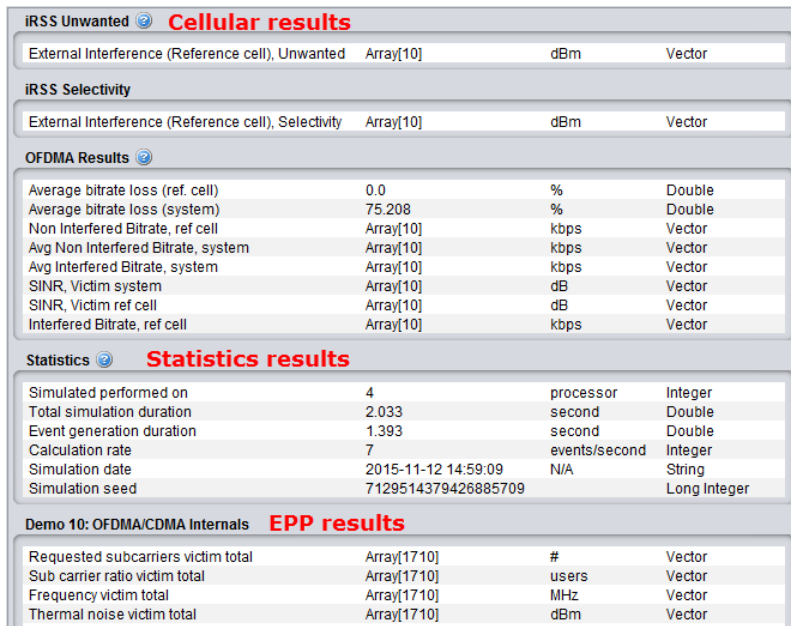 iRSS Unwanted ? Cellular results
External Interference (Reference cell), Unwanted Array[10] dBm Vector
iRSS Selectivity
External Interference (Reference cell), Selectivity Array[10] dBm Vector
OFDMA Results ?
Average bitrate loss (ref. cell) 0.0 % Double
Average bitrate loss (system) 75.208 % Double
Non Interfered Bitrate, ref cell Array[10] kbps Vector
Avg Non Interfered Bitrate, system Array[10] kbps Vector
Avg Interfered Bitrate, system Array[10] kbps Vector
SINR, Victim system Array[10] dB Vector
SINR, Victim ref cell Array[10] dB Vector
Interfered Bitrate, ref cell Array[10] kbps Vector
Statistics ? Statistics results
Simulated performed on 4 processor Integer
Total simulation duration 2.033 second Double
Event generation duration 1.393 second Double
Calculation rate 7 events/second Integer
Simulation date 2015-11-12 14:59:09 N/A String
Simulation seed 7129514379426885709 Long Integer
Demo 10: OFDMA/CDMA Internals EPP results
Requested subcarriers victim total Array[1710] # Vector
Sub carrier ratio victim total Array[1710] users Vector
Frequency victim total Array[1710] MHz Vector
Thermal noise victim total Array[1710] dBm Vector